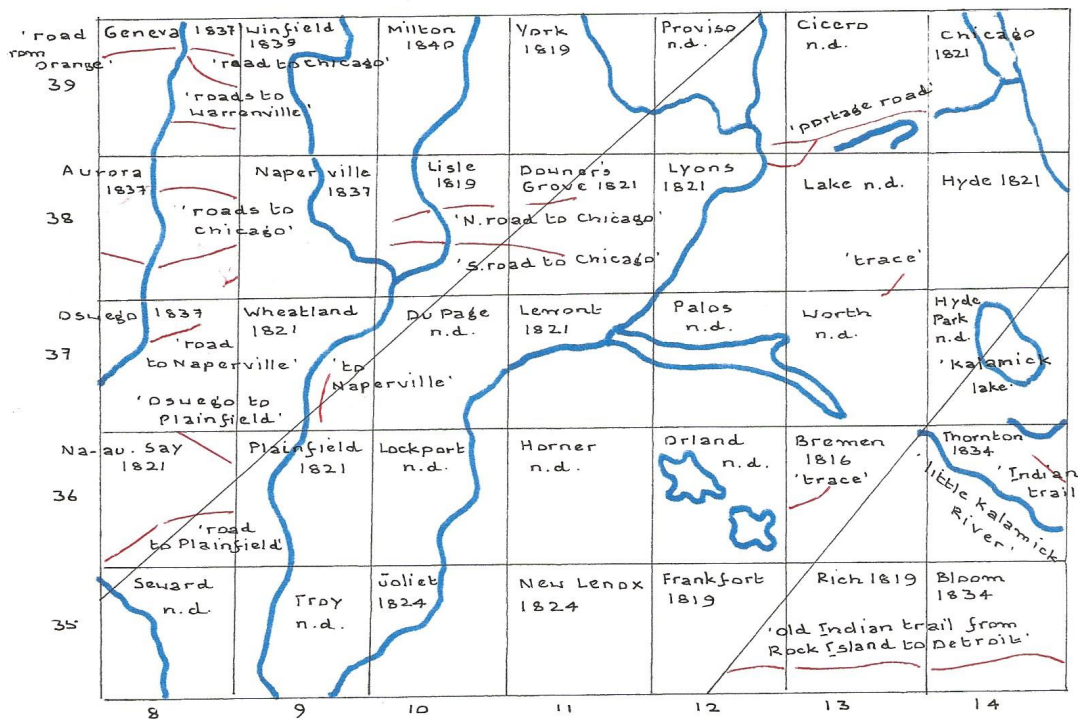 'road
from
Orange'
39
Geneva 1837
Winfield
1839
Milton
1840
York
1819
Proviso
n.d.
Cicero
n.d.
Chicago
1821
'road to Chicago'
'roads to
Warrenville'
'portage road'
38
Aurora
1837
Naperville
1837
Lisle
1819
Downer's
Grove 1821
Lyons
1821
Lake n.d.
Hyde 1821
'roads to
Chicago'
'N. road to Chicago'
'S. road to Chicago'
'trace'
37
Oswego 1837
Wheatland
1821
Du Page
n.d.
Lemont
1821
Palos
n.d.
Worth
n.d.
Hyde
Park
n.d.
'road
to Naperville'
'to
Naperville'
'Kalamick
lake.'
'Oswego to
Plainfield'
36
Na-au-Say
1821
Plainfield
1821
Lockport
n.d.
Horner
n.d.
Orland
n.d.
Bremen
1816
'trace'
Thornton
1834
'Indian
trail
'little Kalamick
River.'
'road
to Plainfield'
35
Seward
n.d.
Troy
n.d.
Joliet
1824
New Lenox
1824
Frankfort
1819
Rich 1819
Bloom
1834
'old Indian trail from
Rock Island to Detroit'
8 9 10 11 12 13 14